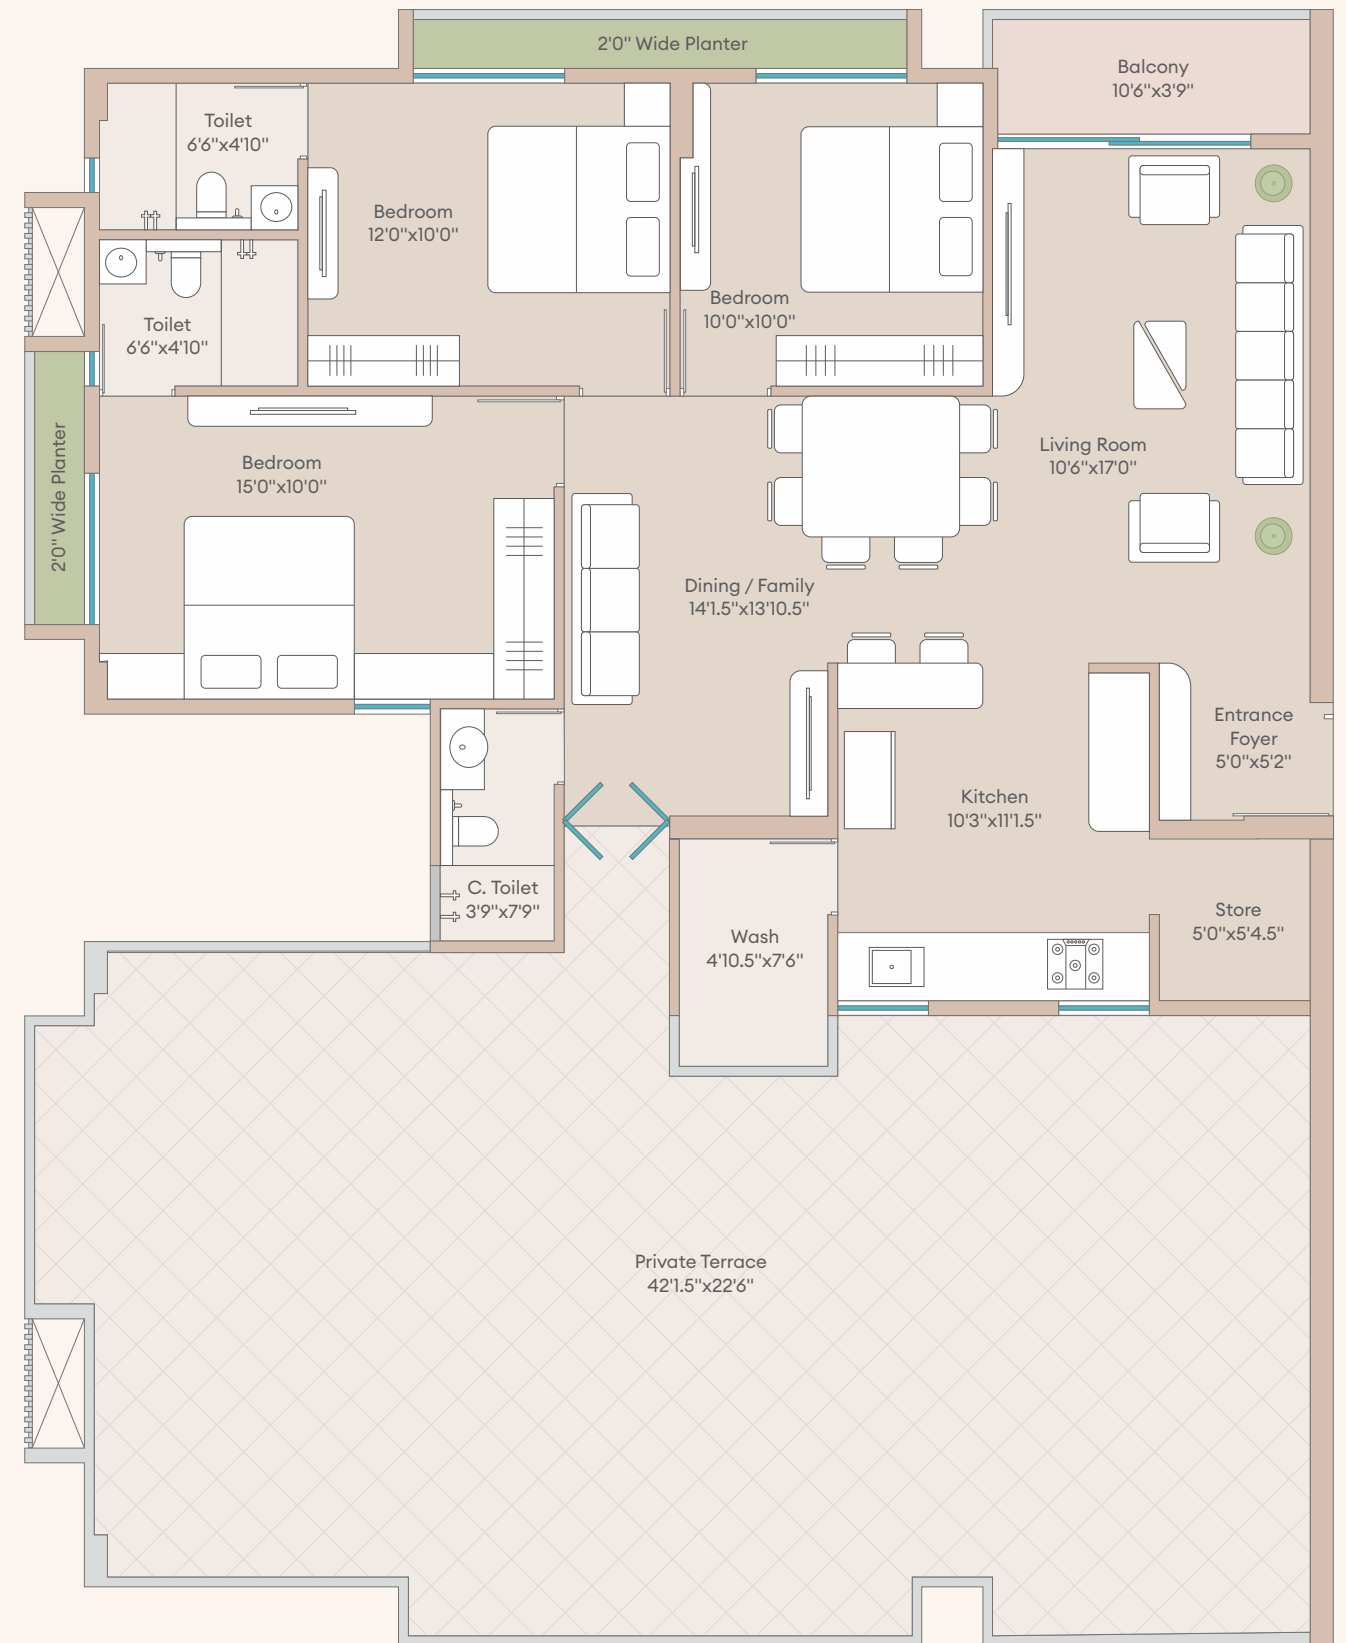 2'0" Wide Planter
Balcony
10'6"x3'9"
Toilet
6'6"x4'10"
Bedroom
12'0"x10'0"
Bedroom
10'0"x10'0"
Toilet
6'6"x4'10"
Living Room
10'6"x17'0"
Bedroom
15'0"x10'0"
2'0" Wide Planter
Dining / Family
14'1.5"x13'10.5"
Entrance
Foyer
5'0"x5'2"
Kitchen
10'3"x11'1.5"
C. Toilet
3'9"x7'9"
Wash
4'10.5"x7'6"
Store
5'0"x5'4.5"
Private Terrace
42'1.5"x22'6"